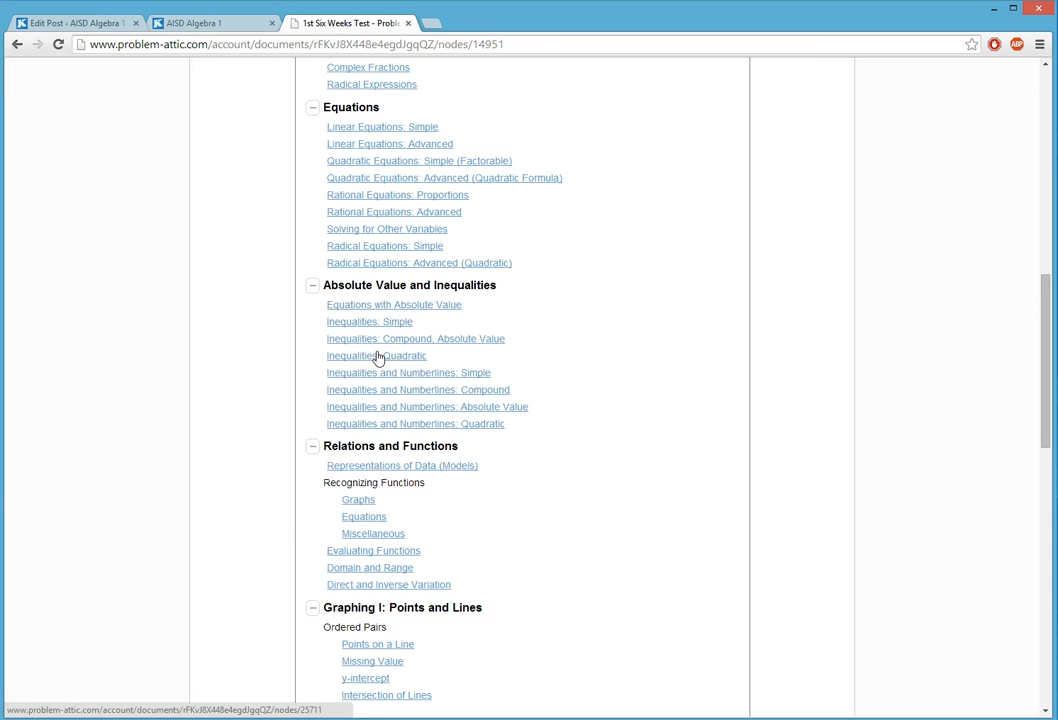 Edit Post ‹ AISD Algebra 1
AISD Algebra 1
1st Six Weeks Test - Proble
www.problem-attic.com/account/documents/rFKvJ8X448e4egdJgqQZ/nodes/14951
ABP
Complex Fractions
Radical Expressions
Equations
Linear Equations: Simple
Linear Equations: Advanced
Quadratic Equations: Simple (Factorable)
Quadratic Equations: Advanced (Quadratic Formula)
Rational Equations: Proportions
Rational Equations: Advanced
Solving for Other Variables
Radical Equations: Simple
Radical Equations: Advanced (Quadratic)
Absolute Value and Inequalities
Equations with Absolute Value
Inequalities: Simple
Inequalities: Compound, Absolute Value
Inequalities: Quadratic
Inequalities and Numberlines: Simple
Inequalities and Numberlines: Compound
Inequalities and Numberlines: Absolute Value
Inequalities and Numberlines: Quadratic
Relations and Functions
Representations of Data (Models)
Recognizing Functions
Graphs
Equations
Miscellaneous
Evaluating Functions
Domain and Range
Direct and Inverse Variation
Graphing I: Points and Lines
Ordered Pairs
Points on a Line
Missing Value
y-intercept
Intersection of Lines
www.problem-attic.com/account/documents/rFKvJ8X448e4egdJgqQZ/nodes/25711